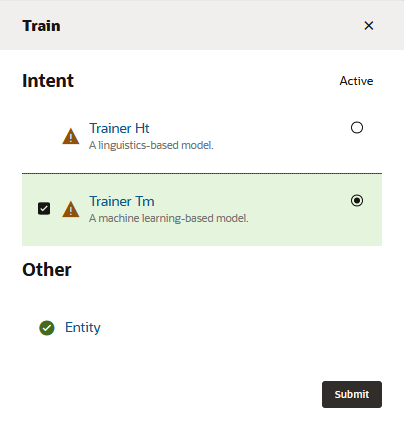 Train
Intent
Active
Trainer Ht
A linguistics-based model.
Trainer Tm
A machine learning-based model.
Other
Entity
Submit